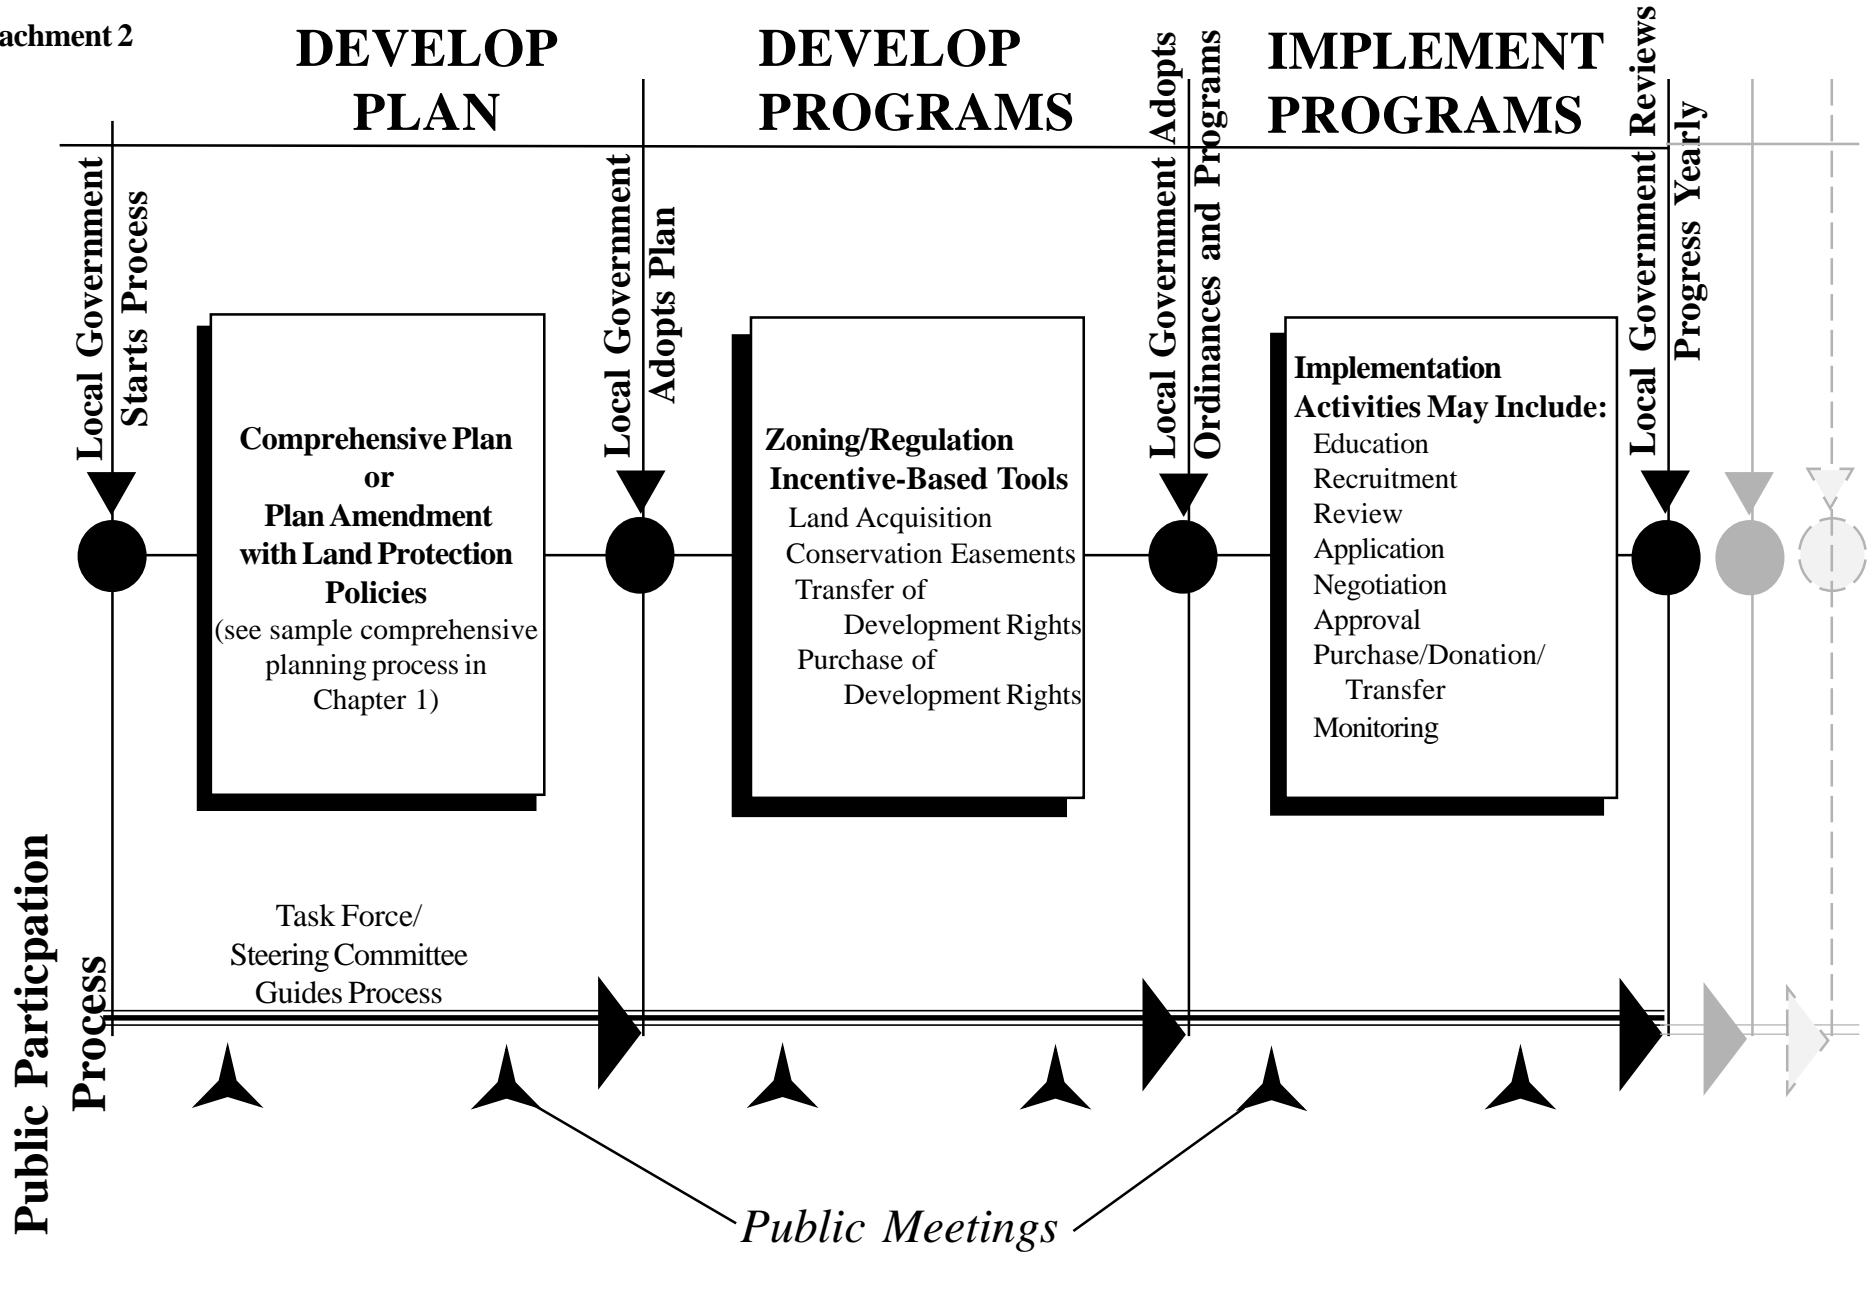 achment 2
DEVELOP
PLAN
DEVELOP
PROGRAMS
IMPLEMENT
PROGRAMS
Local Government
Starts Process
Local Government
Adopts Plan
Local Government Adopts
Ordinances and Programs
Local Government Reviews
Progress Yearly
Comprehensive Plan
or
Plan Amendment
with Land Protection
Policies
(see sample comprehensive
planning process in
Chapter 1)
Zoning/Regulation
Incentive-Based Tools
Land Acquisition
Conservation Easements
Transfer of
Development Rights
Purchase of
Development Rights
Implementation
Activities May Include:
Education
Recruitment
Review
Application
Negotiation
Approval
Purchase/Donation/
Transfer
Monitoring
Public Particpation
Process
Task Force/
Steering Committee
Guides Process
Public Meetings